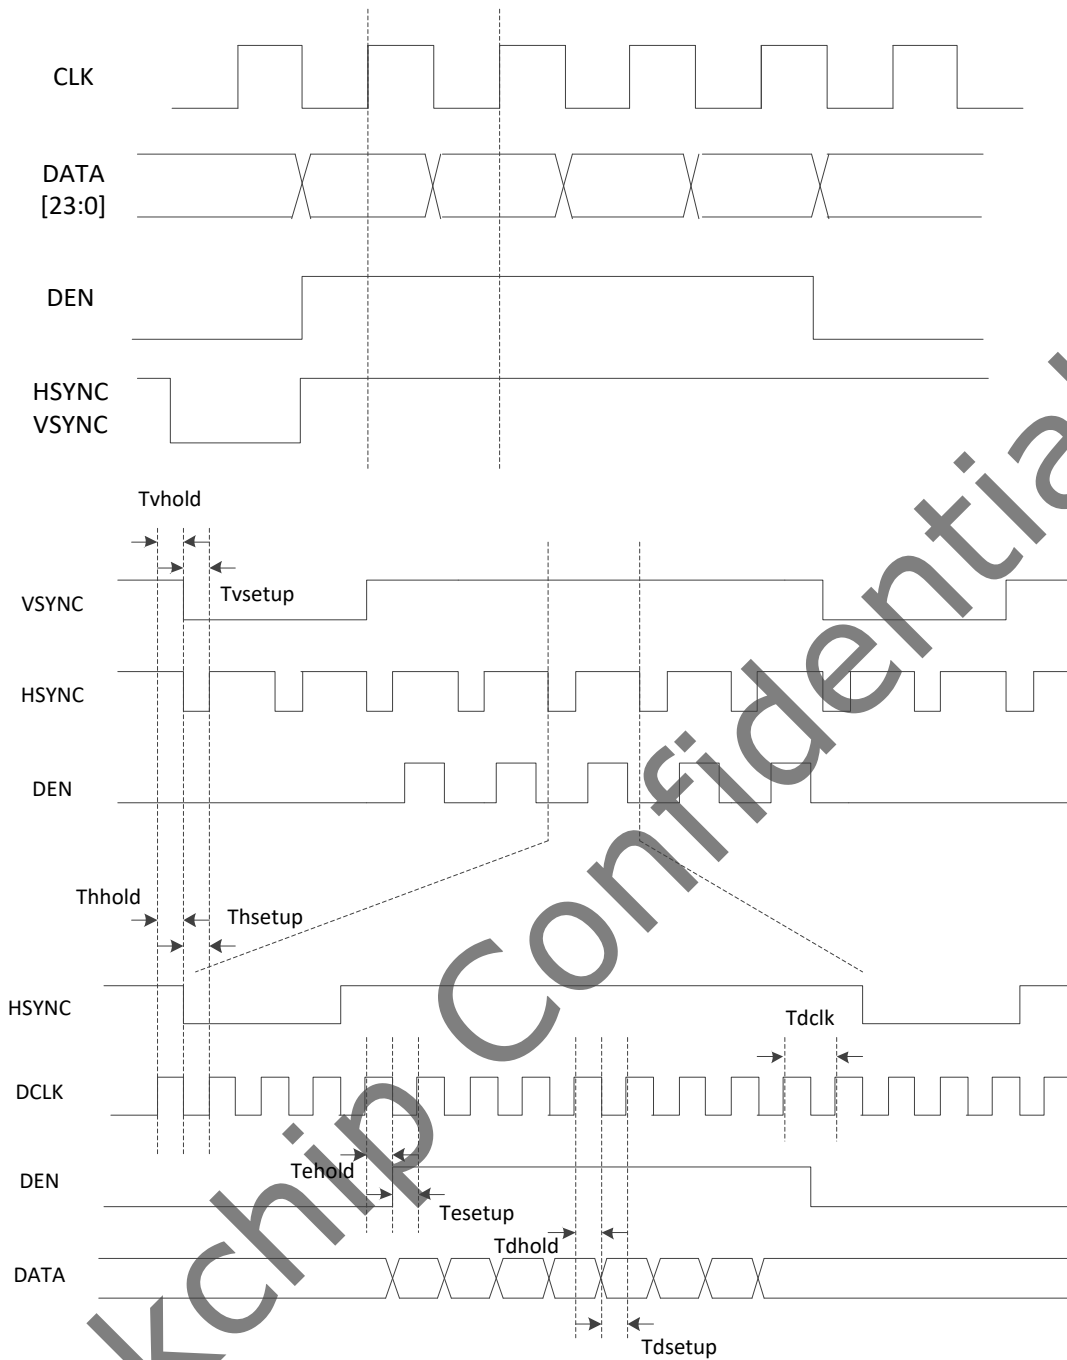 CLK
DATA
[23:0]
DEN
HSYNC
VSYNC
Tvhold
Tvsetup
VSYNC
HSYNC
DEN
Thhold
Thsetup
HSYNC
Tdclk
DCLK
Tehold
DEN
Tesetup
Tdhold
DATA
Tdsetup
kchip Confidential